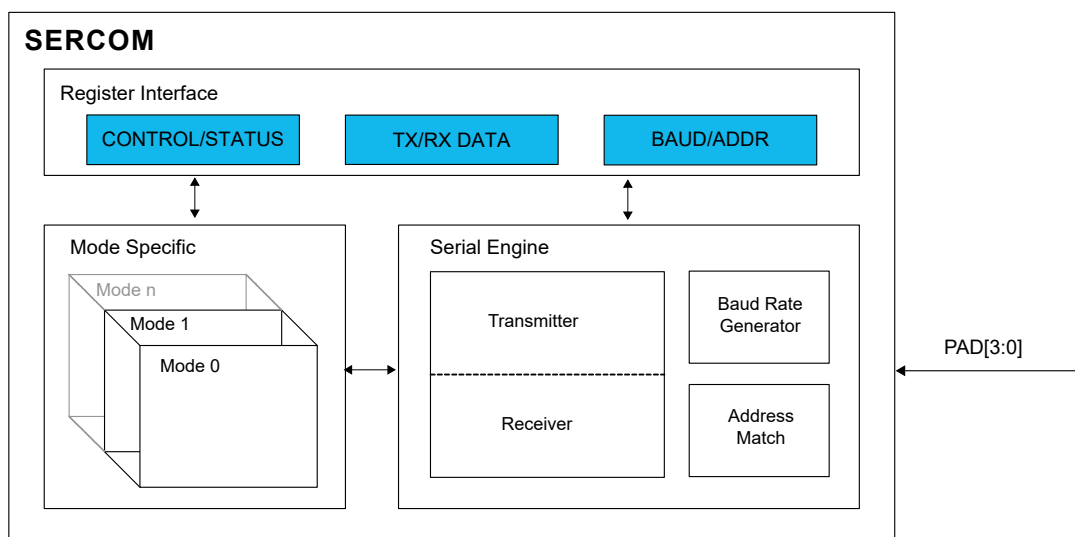 SERCOM
Register Interface
CONTROL/STATUS
TX/RX DATA
BAUD/ADDR
Mode Specific
Mode n
Mode 1
Mode 0
Serial Engine
Transmitter
Receiver
Baud Rate
Generator
Address
Match
PAD[3:0]